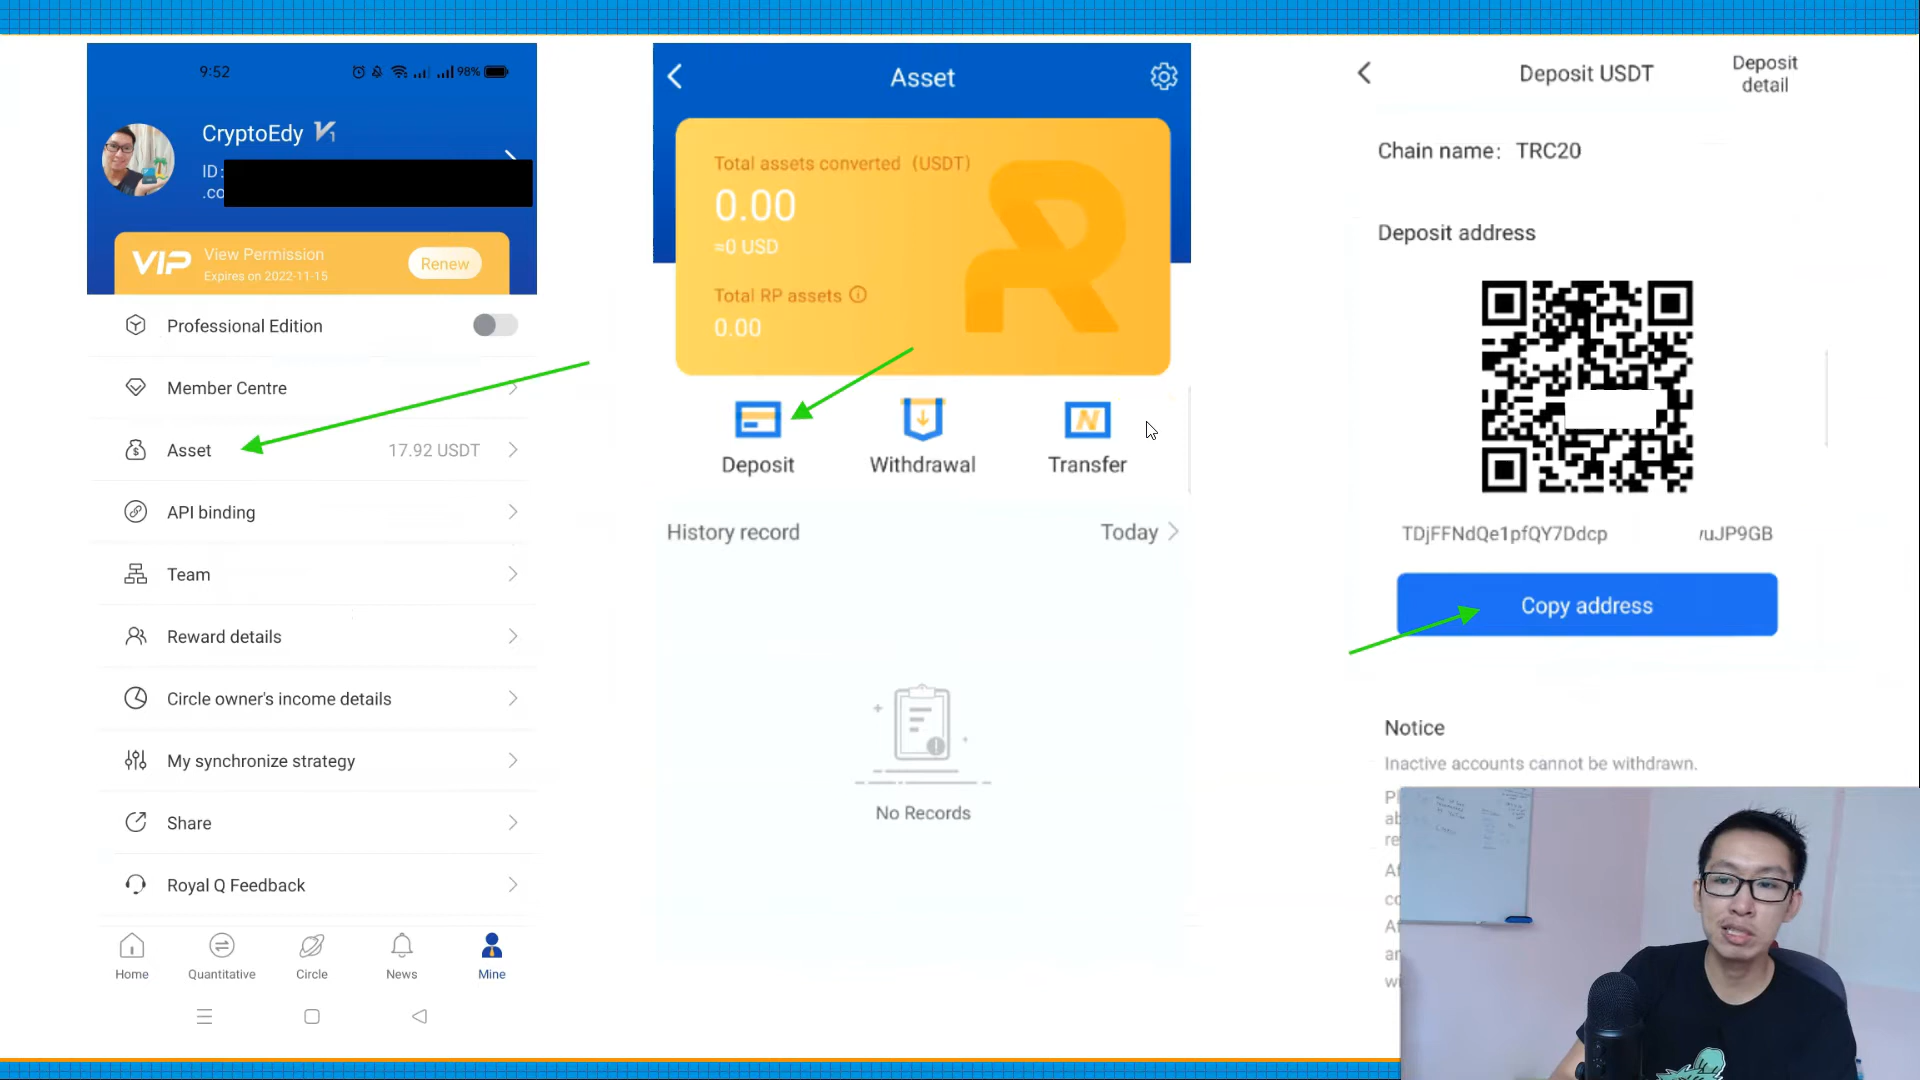 9:52
98%
CryptoEdy V1
ID:
.co
VIP
View Permission
Expires on 2022-11-15
Renew
Professional Edition
Member Centre
Asset
17.92 USDT
API binding
Team
Reward details
Circle owner's income details
My synchronize strategy
Share
Royal Q Feedback
Home
Quantitative
Circle
News
Mine
Asset
Total assets converted (USDT)
0.00
≈0 USD
Total RP assets
0.00
Deposit
Withdrawal
Transfer
History record
Today
No Records
Deposit USDT
Deposit
detail
Chain name: TRC20
Deposit address
TDjFFNdQe1pfQY7Ddcp
uJP9GB
Copy address
Notice
Inactive accounts cannot be withdrawn.